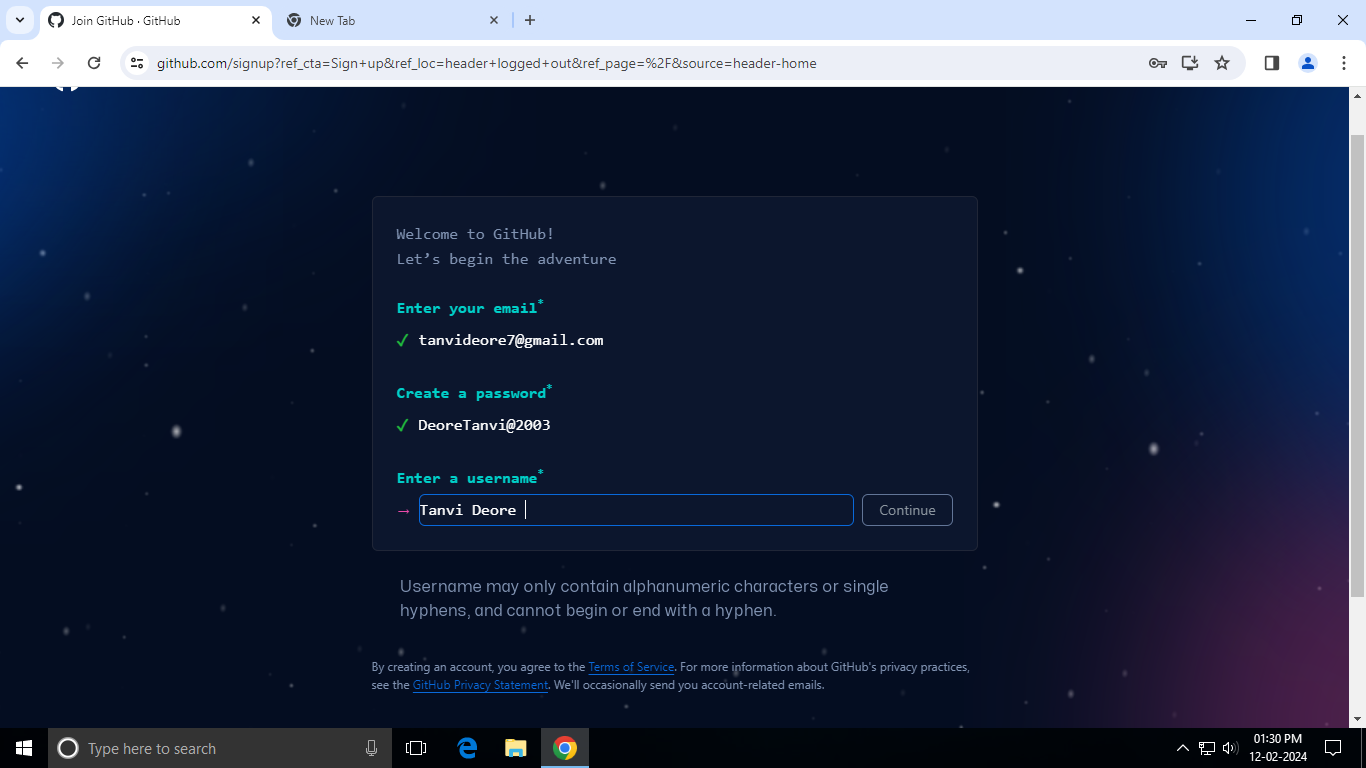 Join GitHub · GitHub
New Tab
github.com/signup?ref_cta=Sign+up&ref_loc=header+logged+out&ref_page=%2F&source=header-home
Welcome to GitHub!
Let’s begin the adventure
Enter your email*
✓ tanvideore7@gmail.com
Create a password*
✓ DeoreTanvi@2003
Enter a username*
→ Tanvi Deore
Continue
Username may only contain alphanumeric characters or single
hyphens, and cannot begin or end with a hyphen.
By creating an account, you agree to the Terms of Service. For more information about GitHub's privacy practices,
see the GitHub Privacy Statement. We'll occasionally send you account-related emails.
Type here to search
01:30 PM
12-02-2024